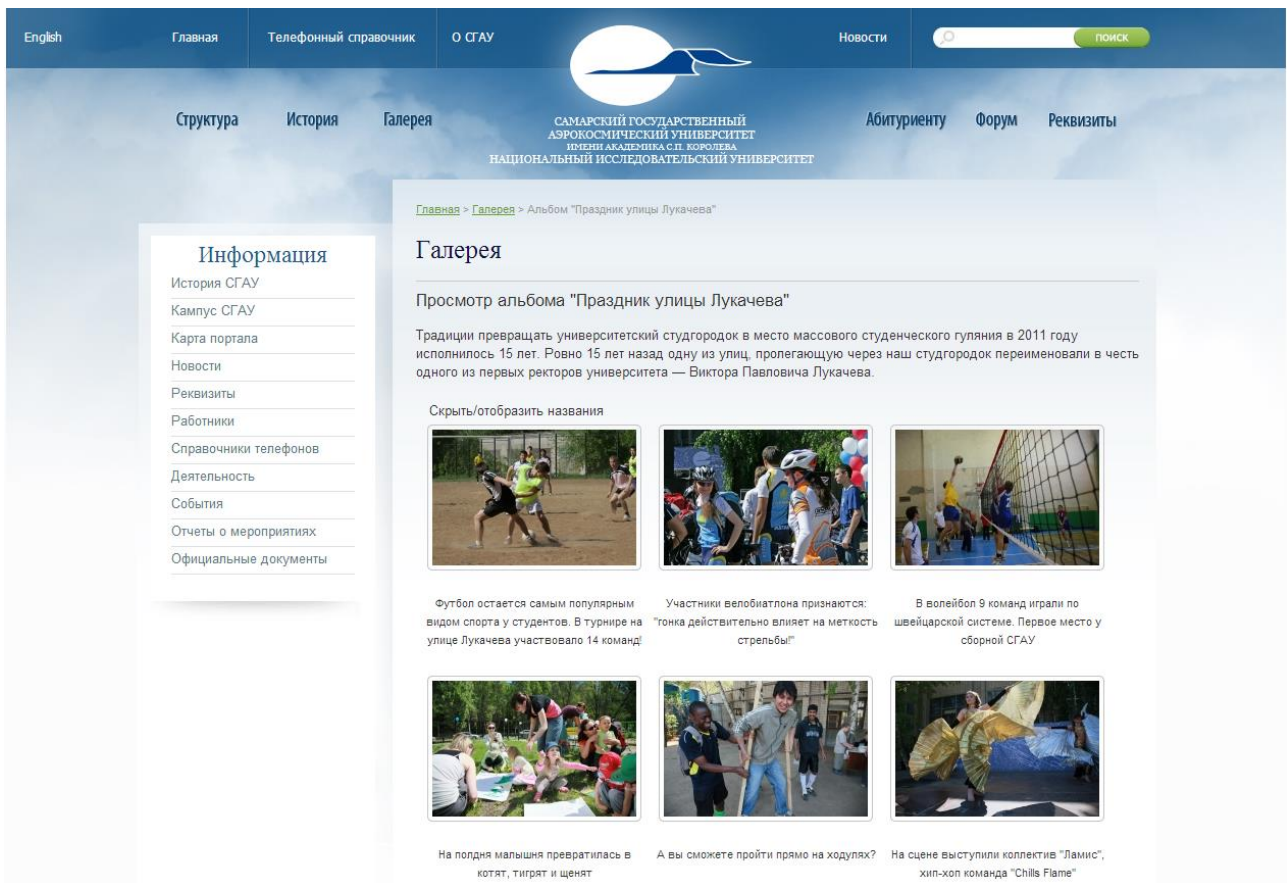 English
Главная
Телефонный справочник
О СГАУ
Новости
поиск
Структура
История
Галерея
САМАРСКИЙ ГОСУДАРСТВЕННЫЙ
АЭРОКОСМИЧЕСКИЙ УНИВЕРСИТЕТ
ИМЕНИ АКАДЕМИКА С.П. КОРОЛЕВА
НАЦИОНАЛЬНЫЙ ИССЛЕДОВАТЕЛЬСКИЙ УНИВЕРСИТЕТ
Абитуриенту
Форум
Реквизиты
Информация
История СГАУ
Кампус СГАУ
Карта портала
Новости
Реквизиты
Работники
Справочники телефонов
Деятельность
События
Отчеты о мероприятиях
Официальные документы
Главная > Галерея > Альбом "Праздник улицы Лукачева"
Галерея
Просмотр альбома "Праздник улицы Лукачева"
Традиции превращать университетский студгородок в место массового студенческого гуляния в 2011 году
исполнилось 15 лет. Ровно 15 лет назад одну из улиц, пролегающую через наш студгородок переименовали в честь
одного из первых ректоров университета — Виктора Павловича Лукачева.
Скрыть/отобразить названия
Футбол остается самым популярным
видом спорта у студентов. В турнире на
улице Лукачева участвовало 14 команд!
Участники велобиатлона признаются:
"гонка действительно влияет на меткость
стрельбы!"
В волейбол 9 команд играли по
швейцарской системе. Первое место у
сборной СГАУ
На полдня малышня превратилась в
котят, тигрят и щенят
А вы сможете пройти прямо на ходулях?
На сцене выступили коллектив "Ламис",
хип-хоп команда "Chills Flame"